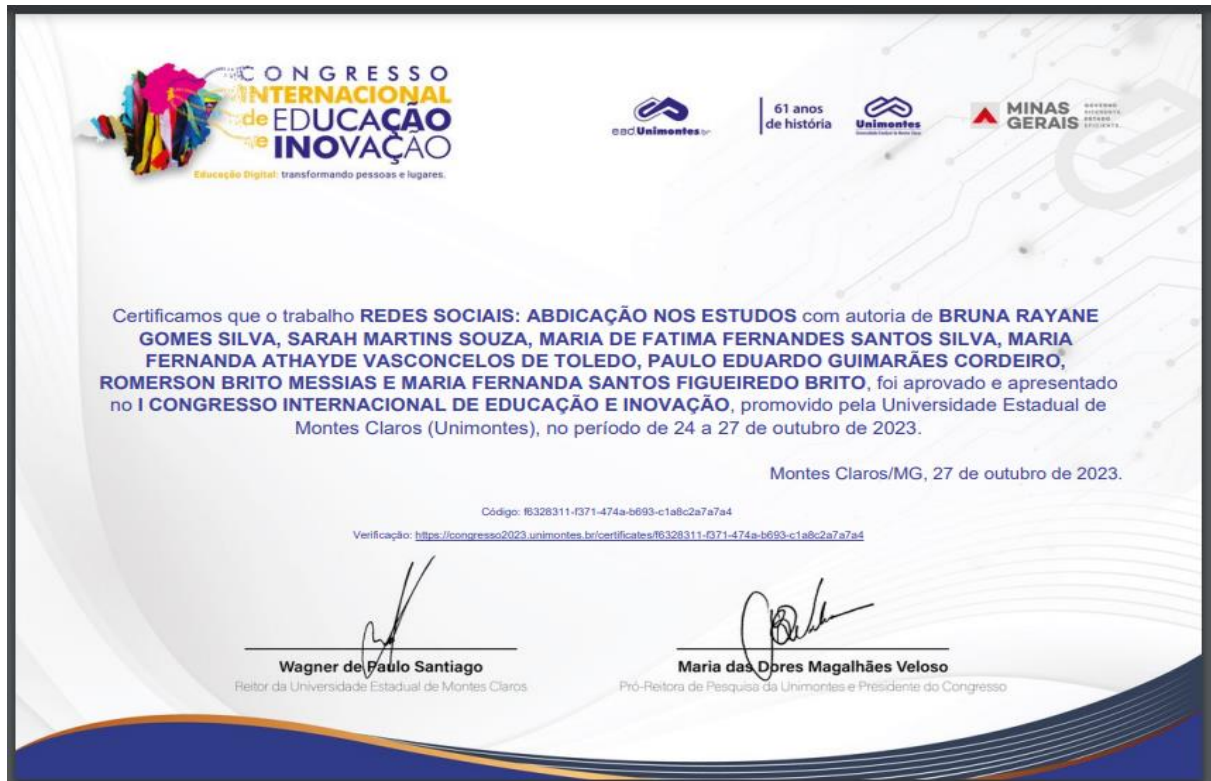 CONGRESSO
INTERNACIONAL
de EDUCAÇÃO
e INOVAÇÃO
Educação Digital: transformando pessoas e lugares.
ead Unimontes br
61 anos
de história
Unimontes
MINAS
GERAIS
GOVERNO
DIFERENTE.
ESTADO
EFICIENTE.
Certificamos que o trabalho REDES SOCIAIS: ABDICAÇÃO NOS ESTUDOS com autoria de BRUNA RAYANE
GOMES SILVA, SARAH MARTINS SOUZA, MARIA DE FATIMA FERNANDES SANTOS SILVA, MARIA
FERNANDA ATHAYDE VASCONCELOS DE TOLEDO, PAULO EDUARDO GUIMARÃES CORDEIRO,
ROMERSON BRITO MESSIAS E MARIA FERNANDA SANTOS FIGUEIREDO BRITO, foi aprovado e apresentado
no I CONGRESSO INTERNACIONAL DE EDUCAÇÃO E INOVAÇÃO, promovido pela Universidade Estadual de
Montes Claros (Unimontes), no período de 24 a 27 de outubro de 2023.
Montes Claros/MG, 27 de outubro de 2023.
Código: f6328311-f371-474a-b693-c1a8c2a7a7a4
Verificação: https://congresso2023.unimontes.br/certificates/f6328311-f371-474a-b693-c1a8c2a7a7a4
Wagner de Paulo Santiago
Reitor da Universidade Estadual de Montes Claros
Maria das Dores Magalhães Veloso
Pró-Reitora de Pesquisa da Unimontes e Presidente do Congresso